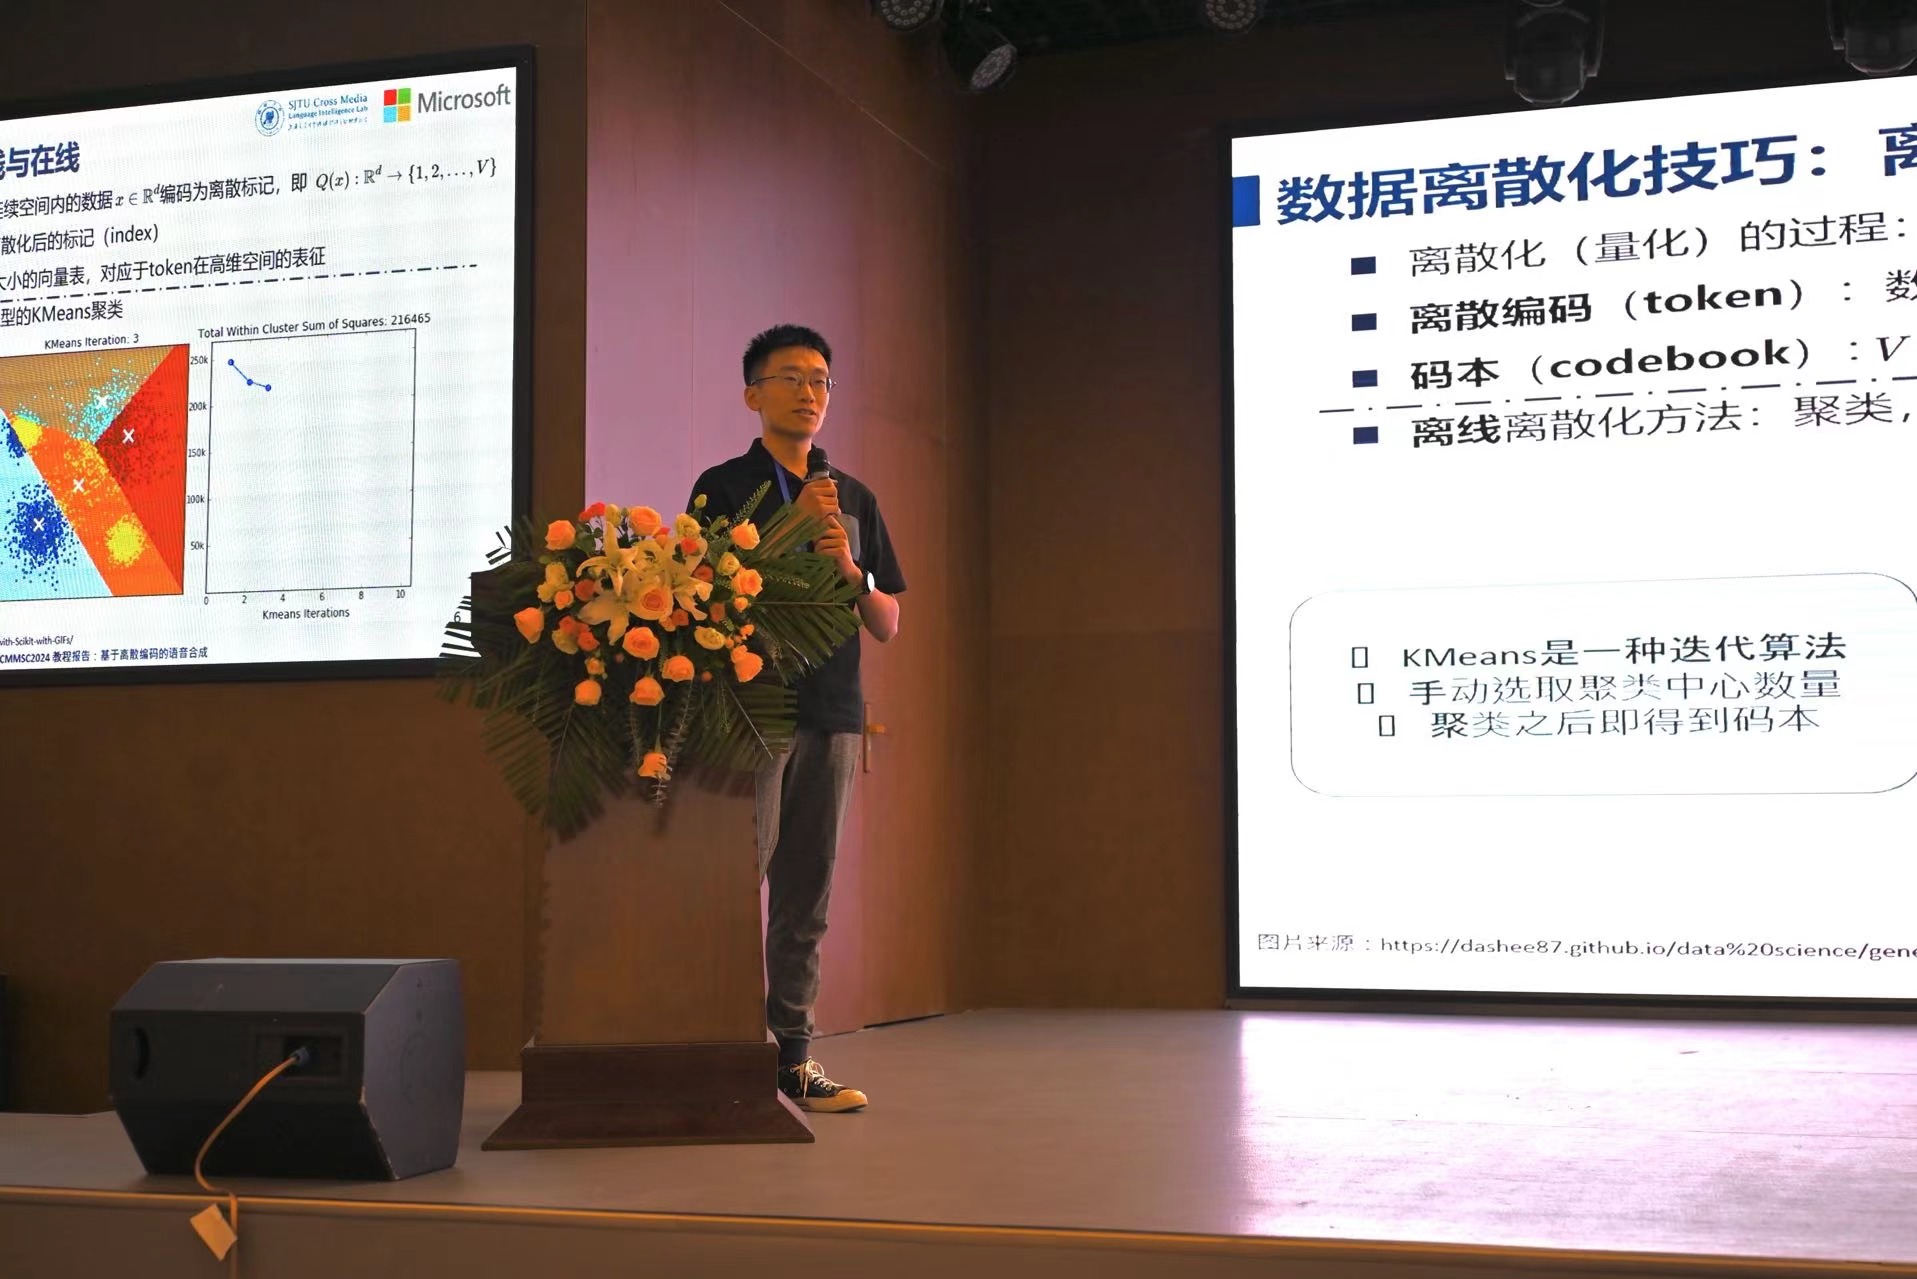 SJTU Cross Media
Language Intelligence Lab
Microsoft
与在线
续空间内的数据 x ∈ ℝᵈ编码为离散标记，即 Q(x) : ℝᵈ → {1, 2, …, V}
散化后的标记（index）
大小的向量表，对应于token在高维空间的表征
型的KMeans聚类
KMeans Iteration: 3
Total Within Cluster Sum of Squares: 216465
250k
200k
150k
100k
50k
0 2 4 6 8 10
Kmeans Iterations
6
with-Scikit-with-GIFs/
CMMSC2024 教程报告：基于离散编码的语音合成
数据离散化技巧：离
离散化（量化）的过程：
离散编码（token）：数
码本（codebook）：V
离线离散化方法：聚类，
KMeans是一种迭代算法
手动选取聚类中心数量
聚类之后即得到码本
图片来源：https://dashee87.github.io/data%20science/gene